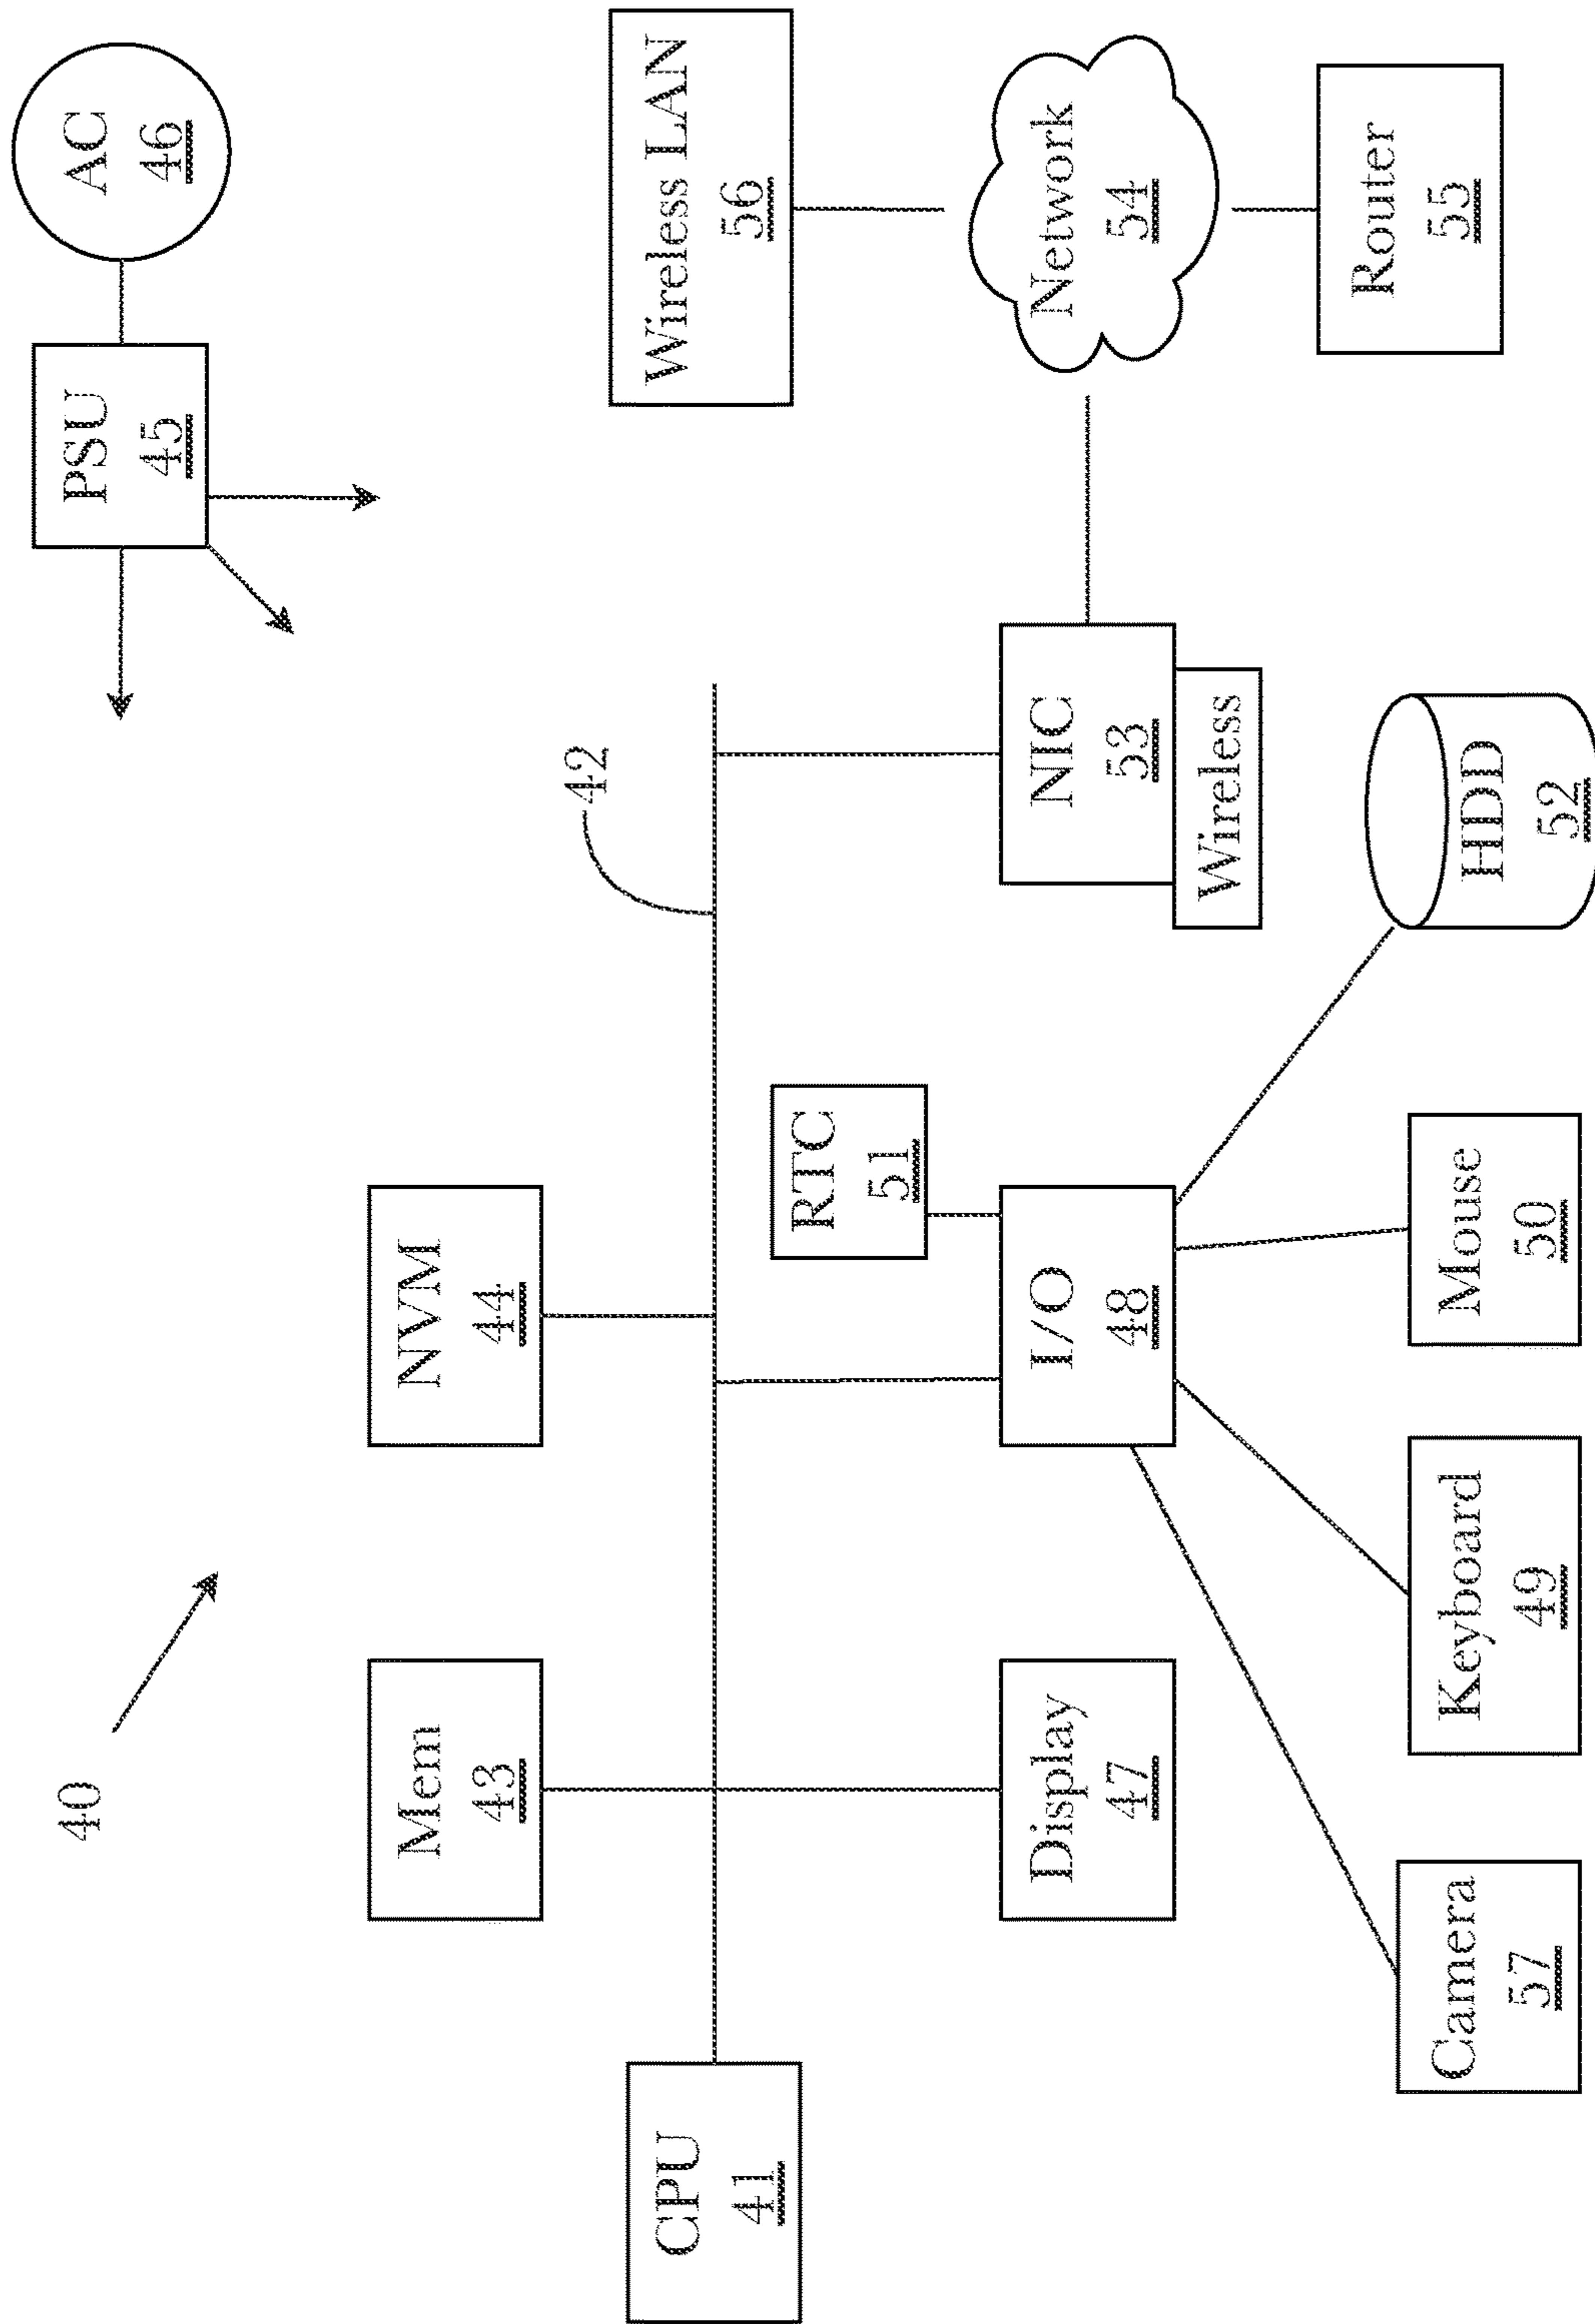 40
PSU
45
AC
46
Mem
43
NVM
44
42
Wireless LAN
56
CPU
41
RTC
51
Display
47
I/O
48
NIC
53
Wireless
Network
54
Camera
57
Keyboard
49
Mouse
50
HDD
52
Router
55